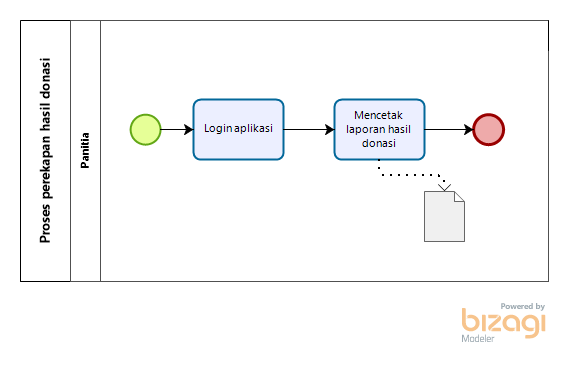 Proses perekapan hasil donasi
Panitia
Login aplikasi
Mencetak
laporan hasil
donasi
Powered by
bizagi
Modeler